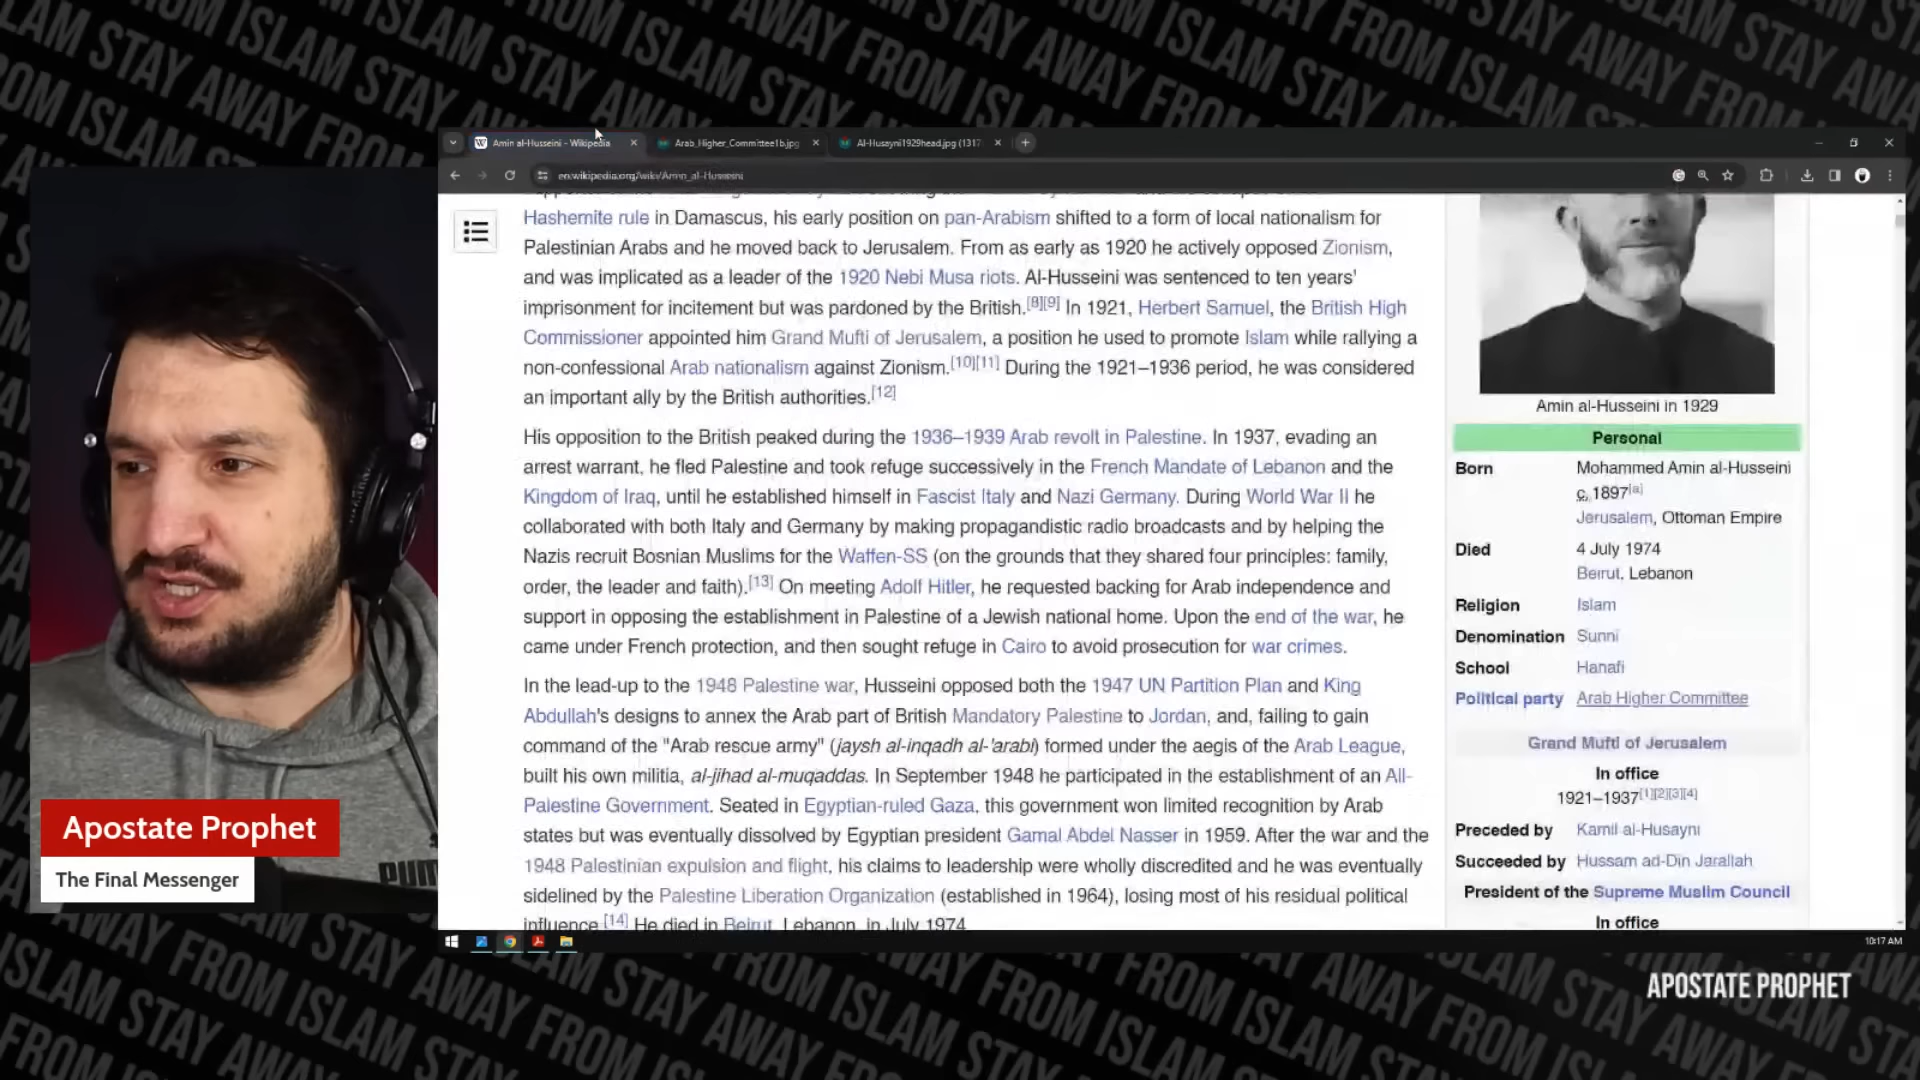 STAY AWAY FROM ISLAM
Amin al-Husseini - Wikipedia
Arab_Higher_Committee1b.jpg
Al-Husayni1929head.jpg (1317
en.wikipedia.org/wiki/Amin_al-Husseini
Hashemite rule in Damascus, his early position on pan-Arabism shifted to a form of local nationalism for
Palestinian Arabs and he moved back to Jerusalem. From as early as 1920 he actively opposed Zionism,
and was implicated as a leader of the 1920 Nebi Musa riots. Al-Husseini was sentenced to ten years'
imprisonment for incitement but was pardoned by the British.[8][9] In 1921, Herbert Samuel, the British High
Commissioner appointed him Grand Mufti of Jerusalem, a position he used to promote Islam while rallying a
non-confessional Arab nationalism against Zionism.[10][11] During the 1921–1936 period, he was considered
an important ally by the British authorities.[12]
His opposition to the British peaked during the 1936–1939 Arab revolt in Palestine. In 1937, evading an
arrest warrant, he fled Palestine and took refuge successively in the French Mandate of Lebanon and the
Kingdom of Iraq, until he established himself in Fascist Italy and Nazi Germany. During World War II he
collaborated with both Italy and Germany by making propagandistic radio broadcasts and by helping the
Nazis recruit Bosnian Muslims for the Waffen-SS (on the grounds that they shared four principles: family,
order, the leader and faith).[13] On meeting Adolf Hitler, he requested backing for Arab independence and
support in opposing the establishment in Palestine of a Jewish national home. Upon the end of the war, he
came under French protection, and then sought refuge in Cairo to avoid prosecution for war crimes.
In the lead-up to the 1948 Palestine war, Husseini opposed both the 1947 UN Partition Plan and King
Abdullah's designs to annex the Arab part of British Mandatory Palestine to Jordan, and, failing to gain
command of the "Arab rescue army" (jaysh al-inqadh al-'arabi) formed under the aegis of the Arab League,
built his own militia, al-jihad al-muqaddas. In September 1948 he participated in the establishment of an All-
Palestine Government. Seated in Egyptian-ruled Gaza, this government won limited recognition by Arab
states but was eventually dissolved by Egyptian president Gamal Abdel Nasser in 1959. After the war and the
1948 Palestinian expulsion and flight, his claims to leadership were wholly discredited and he was eventually
sidelined by the Palestine Liberation Organization (established in 1964), losing most of his residual political
influence.[14] He died in Beirut, Lebanon, in July 1974.
Amin al-Husseini in 1929
Personal
Born Mohammed Amin al-Husseini
c. 1897[a]
Jerusalem, Ottoman Empire
Died 4 July 1974
Beirut, Lebanon
Religion Islam
Denomination Sunni
School Hanafi
Political party Arab Higher Committee
Grand Mufti of Jerusalem
In office
1921–1937[1][2][3][4]
Preceded by Kamil al-Husayni
Succeeded by Hussam ad-Din Jarallah
President of the Supreme Muslim Council
In office
10:17 AM
Apostate Prophet
The Final Messenger
PUM
APOSTATE PROPHET